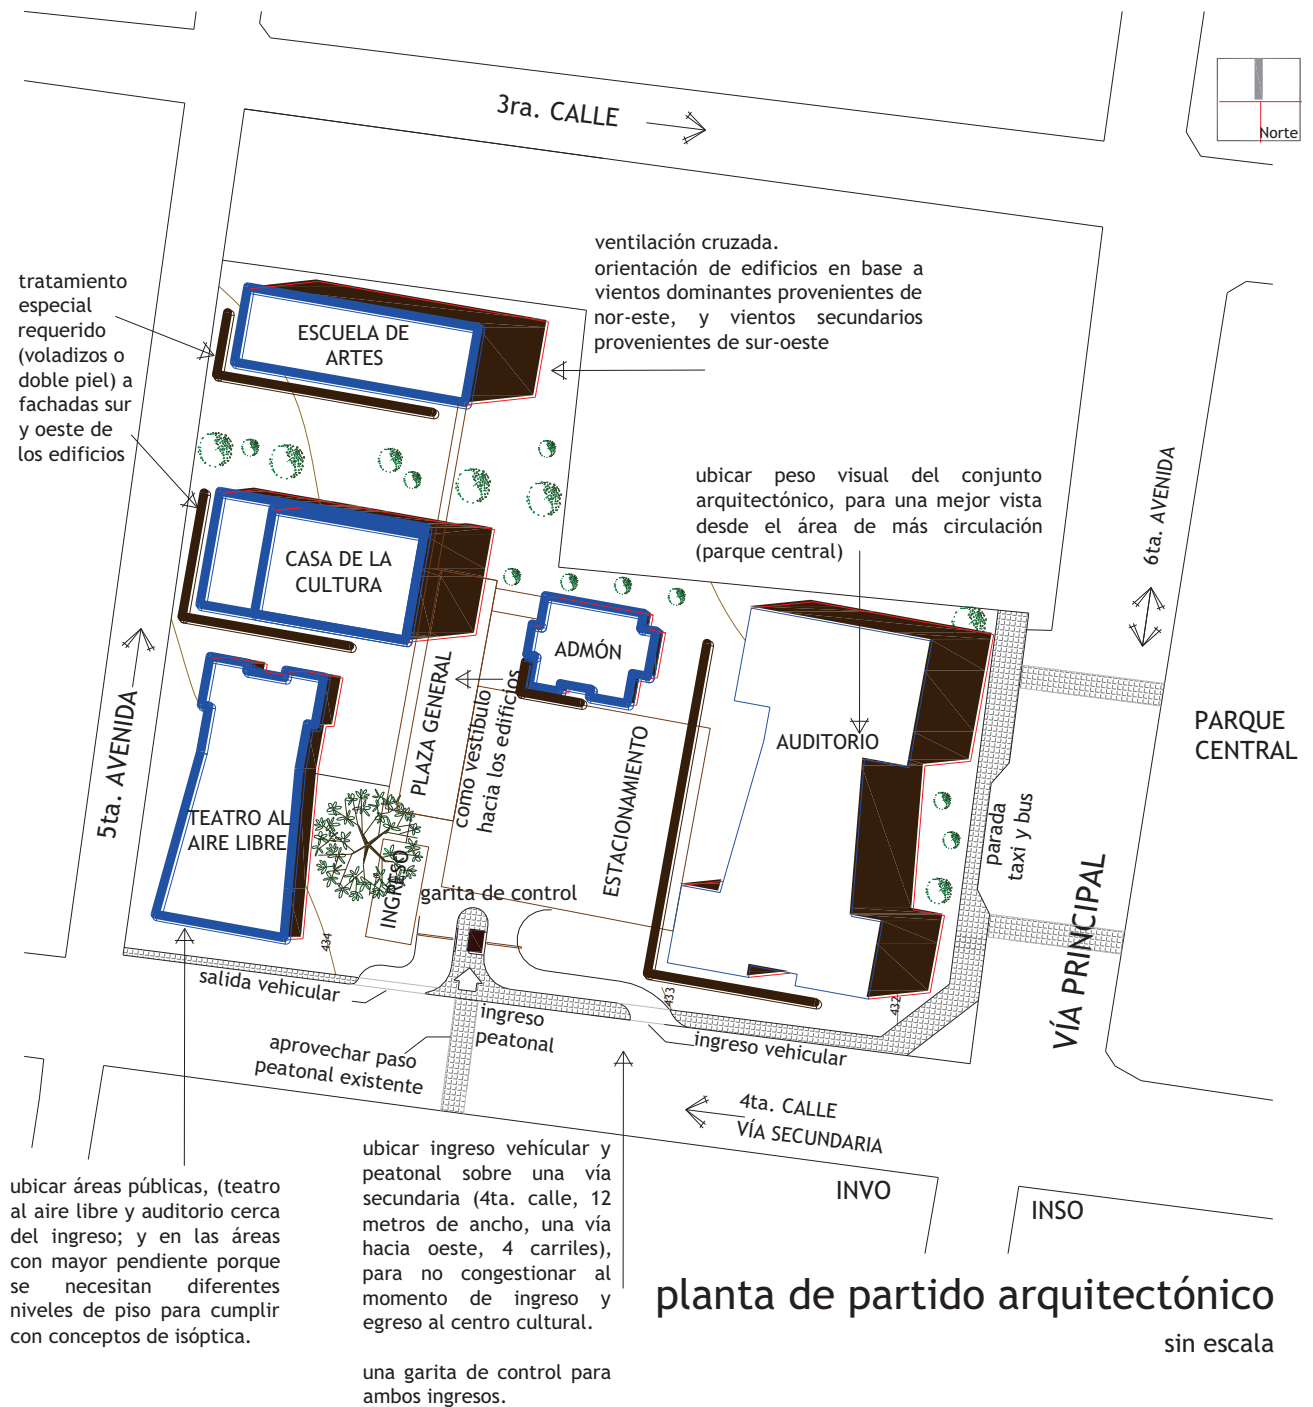 3ra. CALLE
Norte
ventilación cruzada.
orientación de edificios en base a
vientos dominantes provenientes de
nor-este, y vientos secundarios
provenientes de sur-oeste
tratamiento
especial
requerido
(voladizos o
doble piel) a
fachadas sur
y oeste de
los edificios
ESCUELA DE
ARTES
ubicar peso visual del conjunto
arquitectónico, para una mejor vista
desde el área de más circulación
(parque central)
6ta. AVENIDA
CASA DE LA
CULTURA
ADMÓN
PLAZA GENERAL
como vestíbulo
hacia los edificios
5ta. AVENIDA
AUDITORIO
PARQUE
CENTRAL
ESTACIONAMIENTO
TEATRO AL
AIRE LIBRE
parada
taxi y bus
INGRESO
garita de control
VÍA PRINCIPAL
434
433
432
salida vehicular
ingreso
peatonal
ingreso vehicular
aprovechar paso
peatonal existente
4ta. CALLE
VÍA SECUNDARIA
INVO
INSO
ubicar áreas públicas, (teatro
al aire libre y auditorio cerca
del ingreso; y en las áreas
con mayor pendiente porque
se necesitan diferentes
niveles de piso para cumplir
con conceptos de isóptica.
ubicar ingreso vehícular y
peatonal sobre una vía
secundaria (4ta. calle, 12
metros de ancho, una vía
hacia oeste, 4 carriles),
para no congestionar al
momento de ingreso y
egreso al centro cultural.
una garita de control para
ambos ingresos.
planta de partido arquitectónico
sin escala